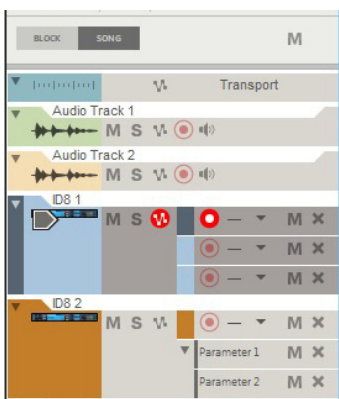 BLOCK SONG M
Transport
Audio Track 1
M S
Audio Track 2
M S
ID8 1
M S M X
M X
M X
ID8 2
M S M X
Parameter 1 M X
Parameter 2 M X